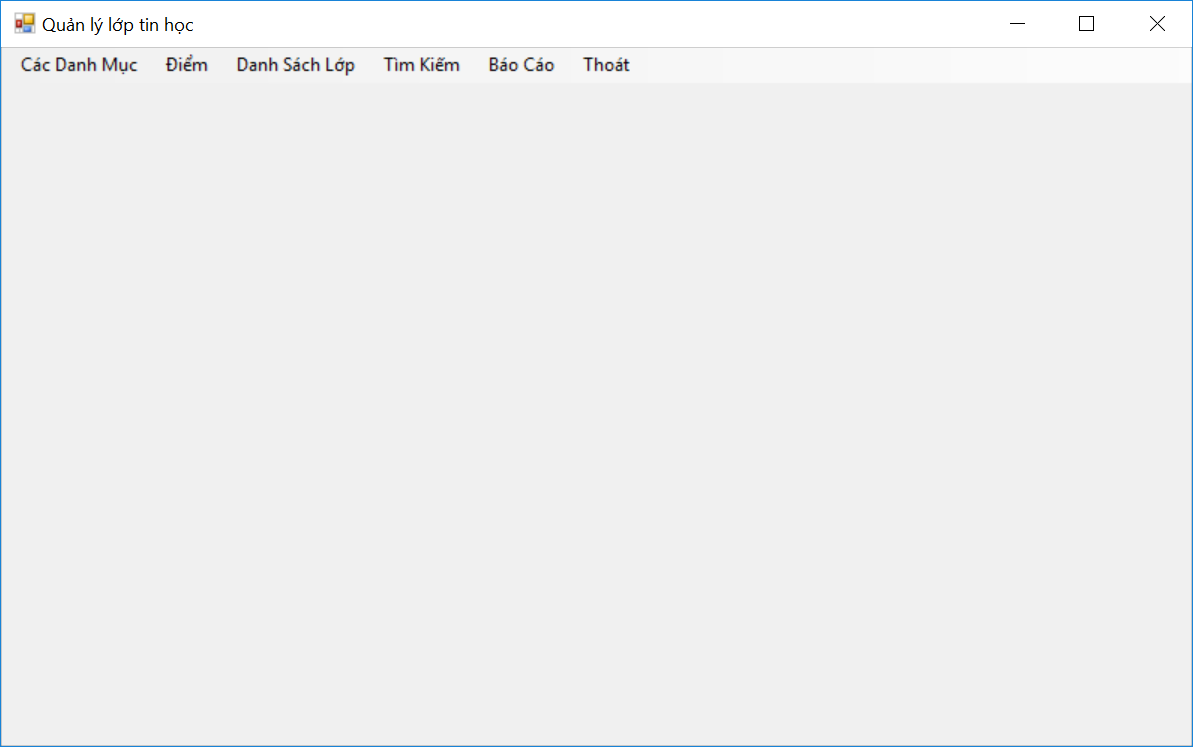 Quản lý lớp tin học
Các Danh Mục Điểm Danh Sách Lớp Tìm Kiếm Báo Cáo Thoát